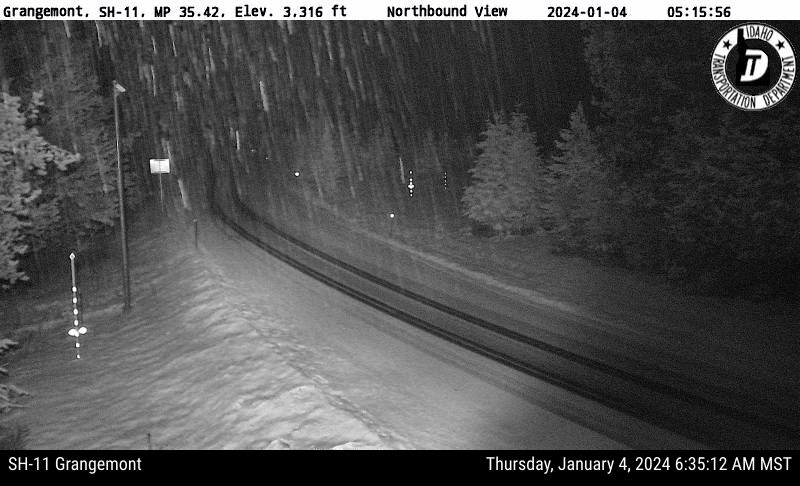 Grangemont, SH-11, MP 35.42, Elev. 3,316 ft Northbound View 2024-01-04 05:15:56
IDAHO
TRANSPORTATION DEPARTMENT
SH-11 Grangemont Thursday, January 4, 2024 6:35:12 AM MST